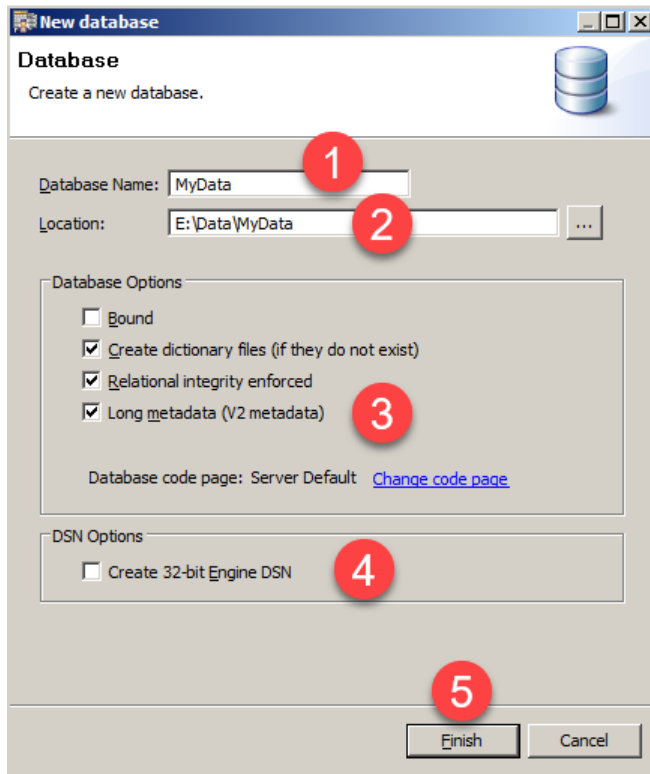 New database
Database
Create a new database.
1
Database Name: MyData
2
Location: E:\Data\MyData ...
Database Options
Bound
Create dictionary files (if they do not exist)
Relational integrity enforced
Long metadata (V2 metadata)
3
Database code page: Server Default Change code page
DSN Options
Create 32-bit Engine DSN
4
5
Finish Cancel